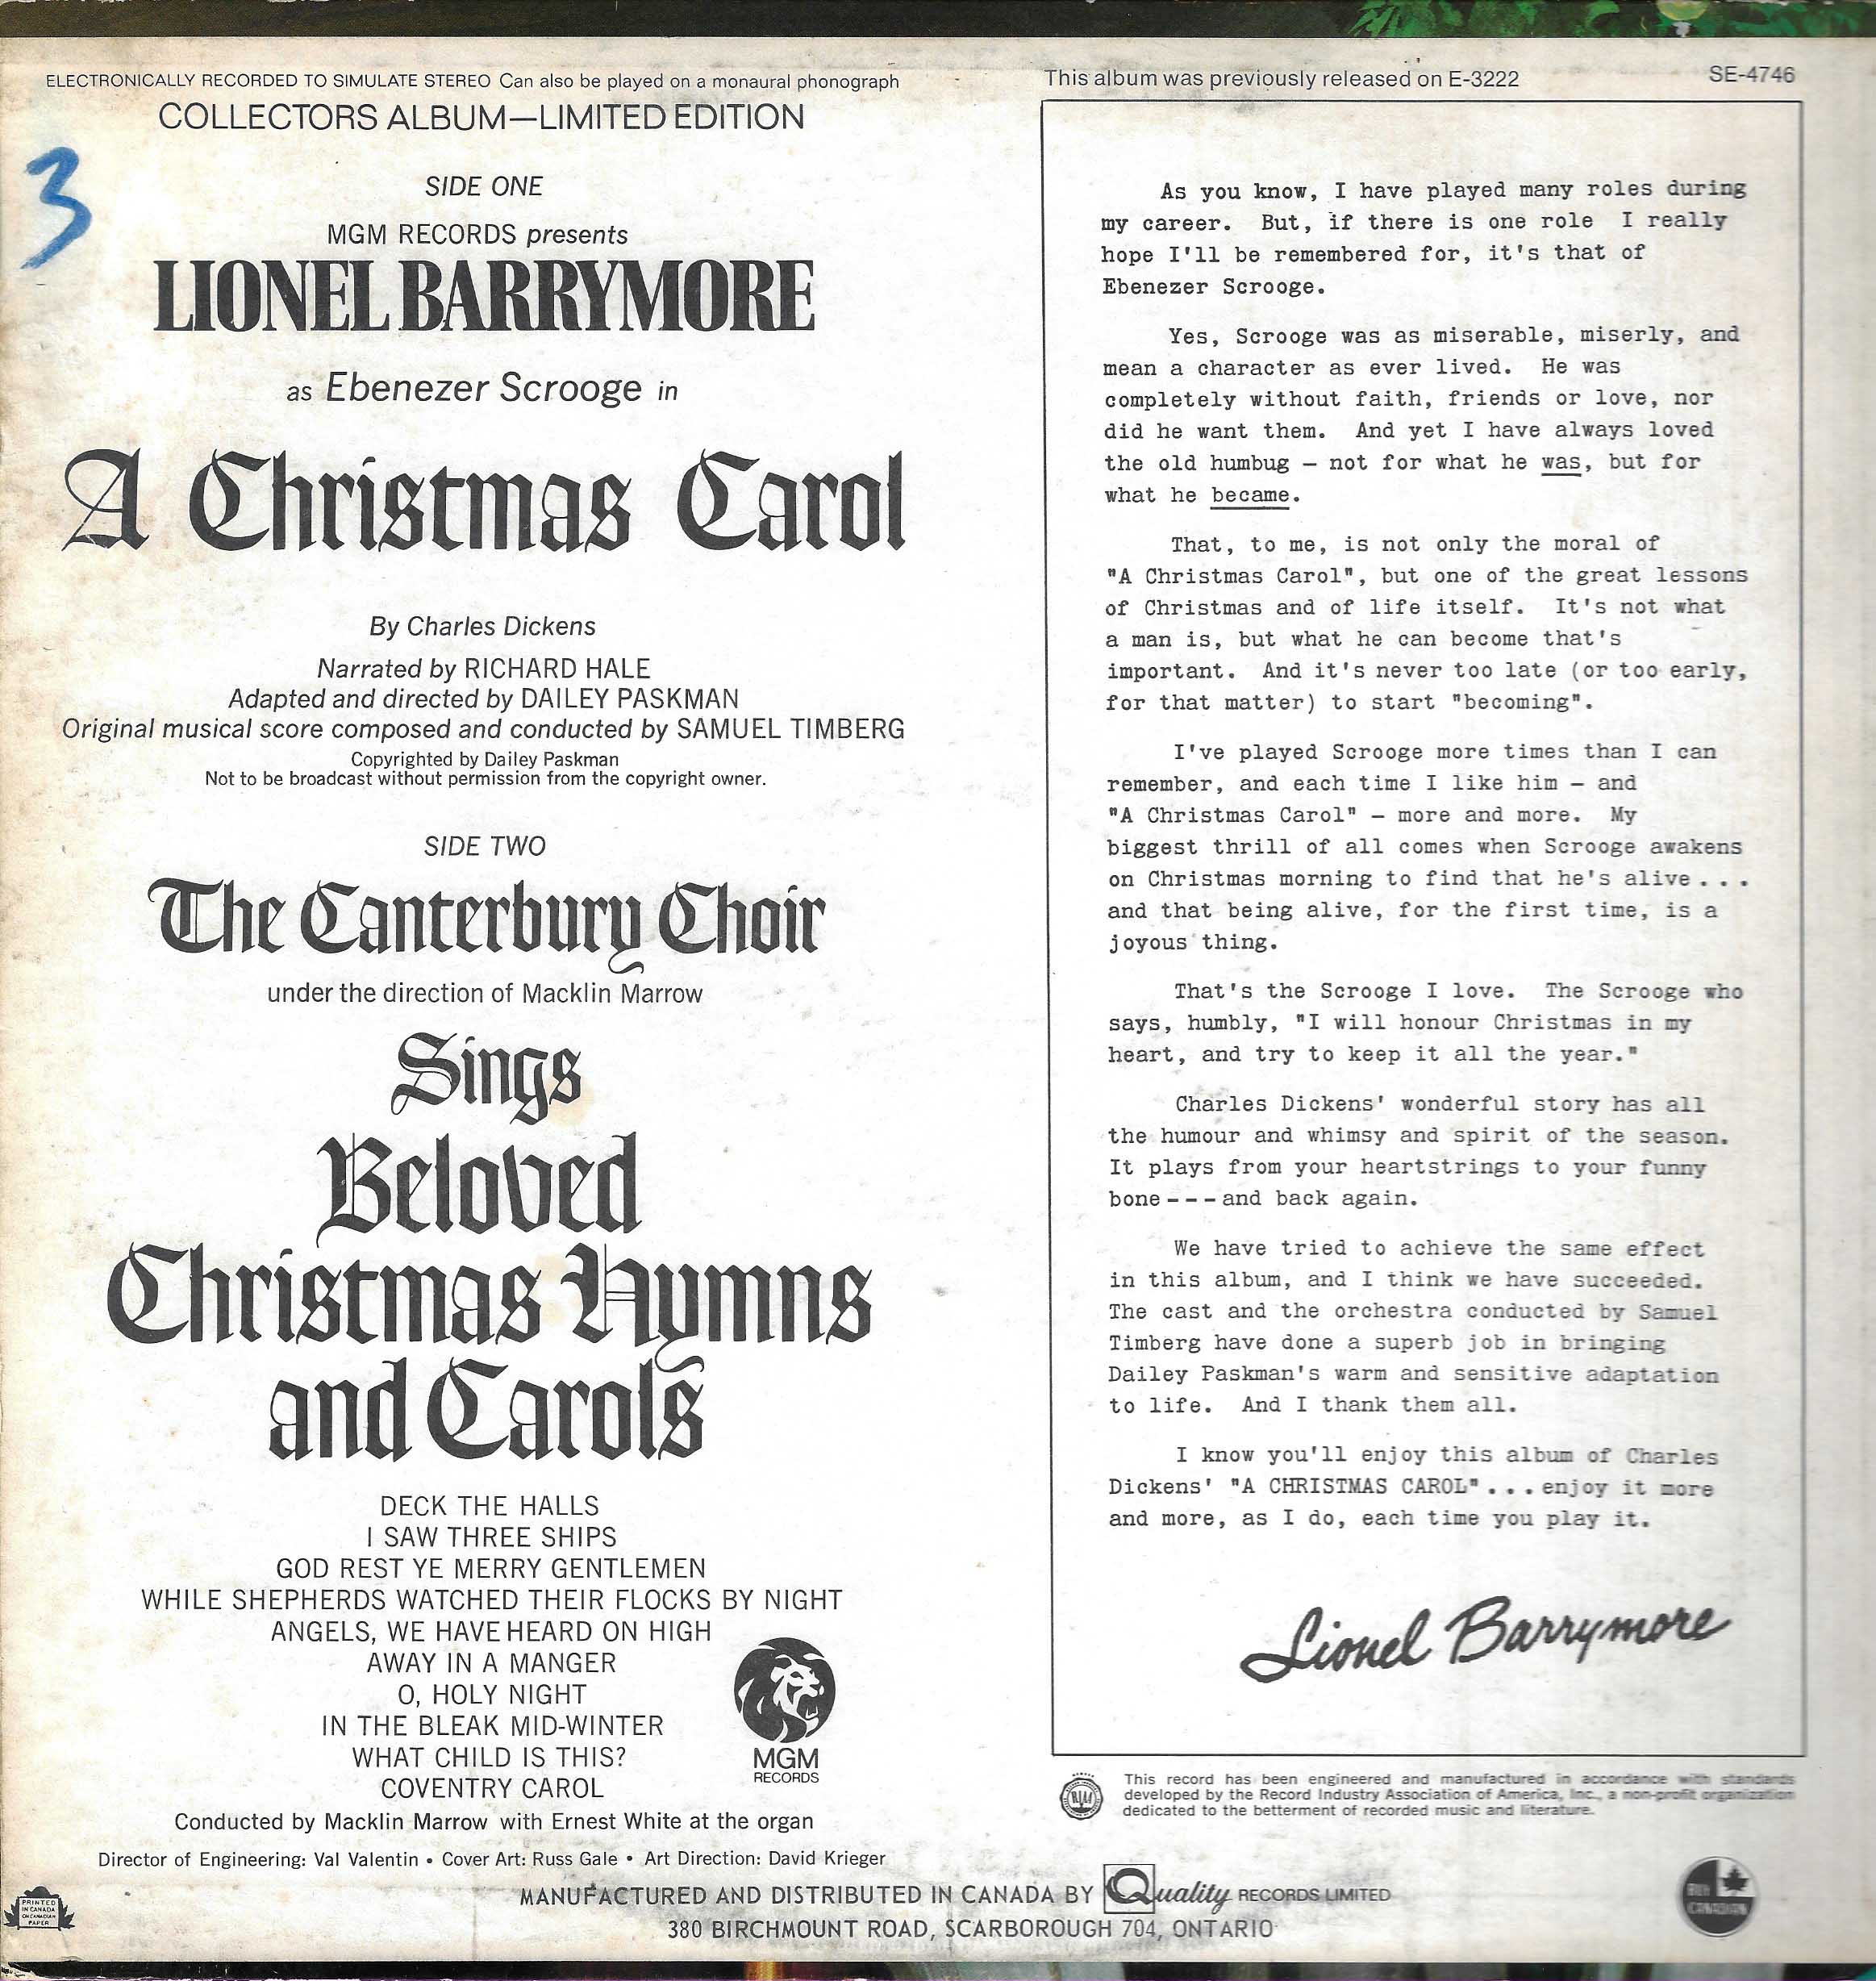 ELECTRONICALLY RECORDED TO SIMULATE STEREO Can also be played on a monaural phonograph
COLLECTORS ALBUM—LIMITED EDITION
3
SIDE ONE
MGM RECORDS presents
LIONEL BARRYMORE
as Ebenezer Scrooge in
A Christmas Carol
By Charles Dickens
Narrated by RICHARD HALE
Adapted and directed by DAILEY PASKMAN
Original musical score composed and conducted by SAMUEL TIMBERG
Copyrighted by Dailey Paskman
Not to be broadcast without permission from the copyright owner.
SIDE TWO
The Canterbury Choir
under the direction of Macklin Marrow
Sings
Beloved
Christmas Hymns
and Carols
DECK THE HALLS
I SAW THREE SHIPS
GOD REST YE MERRY GENTLEMEN
WHILE SHEPHERDS WATCHED THEIR FLOCKS BY NIGHT
ANGELS, WE HAVE HEARD ON HIGH
AWAY IN A MANGER
O, HOLY NIGHT
IN THE BLEAK MID-WINTER
WHAT CHILD IS THIS?
COVENTRY CAROL
MGM
RECORDS
Conducted by Macklin Marrow with Ernest White at the organ
Director of Engineering: Val Valentin • Cover Art: Russ Gale • Art Direction: David Krieger
This album was previously released on E-3222
SE-4746
As you know, I have played many roles during
my career. But, if there is one role I really
hope I'll be remembered for, it's that of
Ebenezer Scrooge.
Yes, Scrooge was as miserable, miserly, and
mean a character as ever lived. He was
completely without faith, friends or love, nor
did he want them. And yet I have always loved
the old humbug – not for what he was, but for
what he became.
That, to me, is not only the moral of
"A Christmas Carol", but one of the great lessons
of Christmas and of life itself. It's not what
a man is, but what he can become that's
important. And it's never too late (or too early,
for that matter) to start "becoming".
I've played Scrooge more times than I can
remember, and each time I like him – and
"A Christmas Carol" – more and more. My
biggest thrill of all comes when Scrooge awakens
on Christmas morning to find that he's alive...
and that being alive, for the first time, is a
joyous thing.
That's the Scrooge I love. The Scrooge who
says, humbly, "I will honour Christmas in my
heart, and try to keep it all the year."
Charles Dickens' wonderful story has all
the humour and whimsy and spirit of the season.
It plays from your heartstrings to your funny
bone---and back again.
We have tried to achieve the same effect
in this album, and I think we have succeeded.
The cast and the orchestra conducted by Samuel
Timberg have done a superb job in bringing
Dailey Paskman's warm and sensitive adaptation
to life. And I thank them all.
I know you'll enjoy this album of Charles
Dickens' "A CHRISTMAS CAROL"...enjoy it more
and more, as I do, each time you play it.
Lionel Barrymore
RIAA
This record has been engineered and manufactured in accordance with standards
developed by the Record Industry Association of America, Inc., a non-profit organization
dedicated to the betterment of recorded music and literature.
PRINTED
IN CANADA
ON CANADIAN
PAPER
MANUFACTURED AND DISTRIBUTED IN CANADA BY Quality RECORDS LIMITED
380 BIRCHMOUNT ROAD, SCARBOROUGH 704, ONTARIO
BUY
CANADIAN